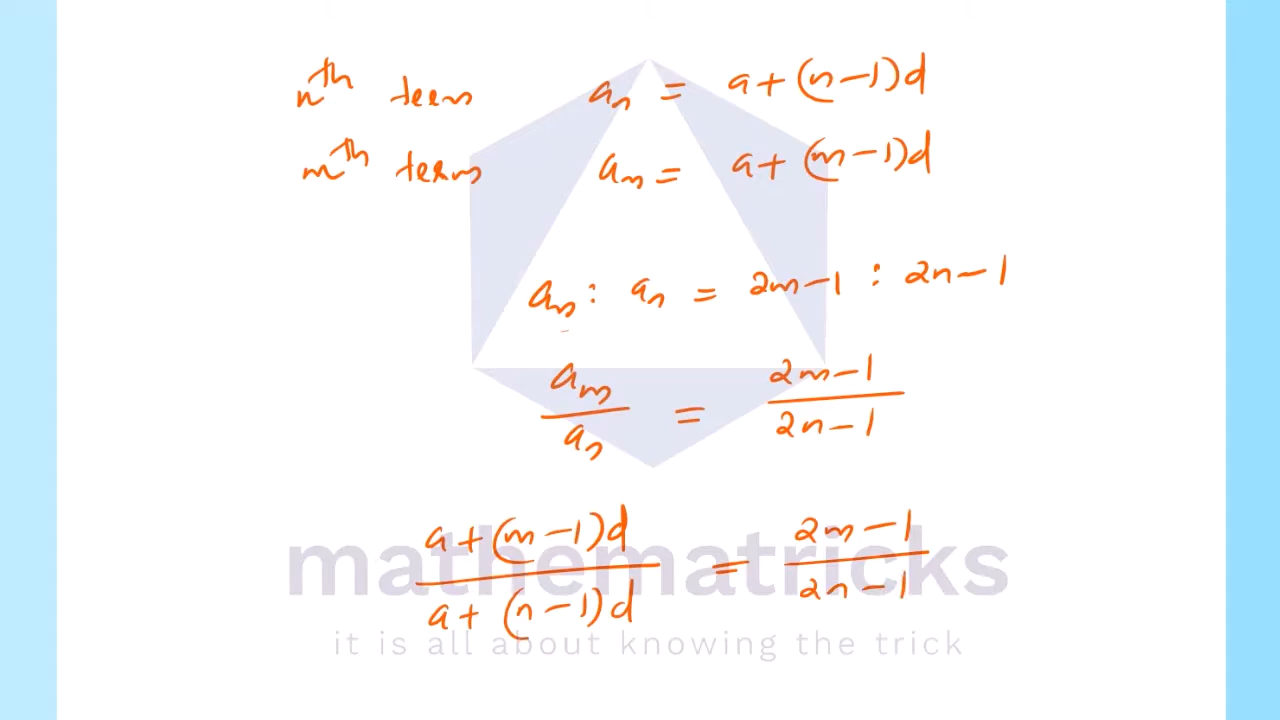 nth term aₙ = a + (n-1)d
mth term aₘ = a + (m-1)d
aₘ : aₙ = 2m-1 : 2n-1
aₘ/aₙ = (2m-1)/(2n-1)
(a + (m-1)d)/(a + (n-1)d) = (2m-1)/(2n-1)
mathematricks
it is all about knowing the trick